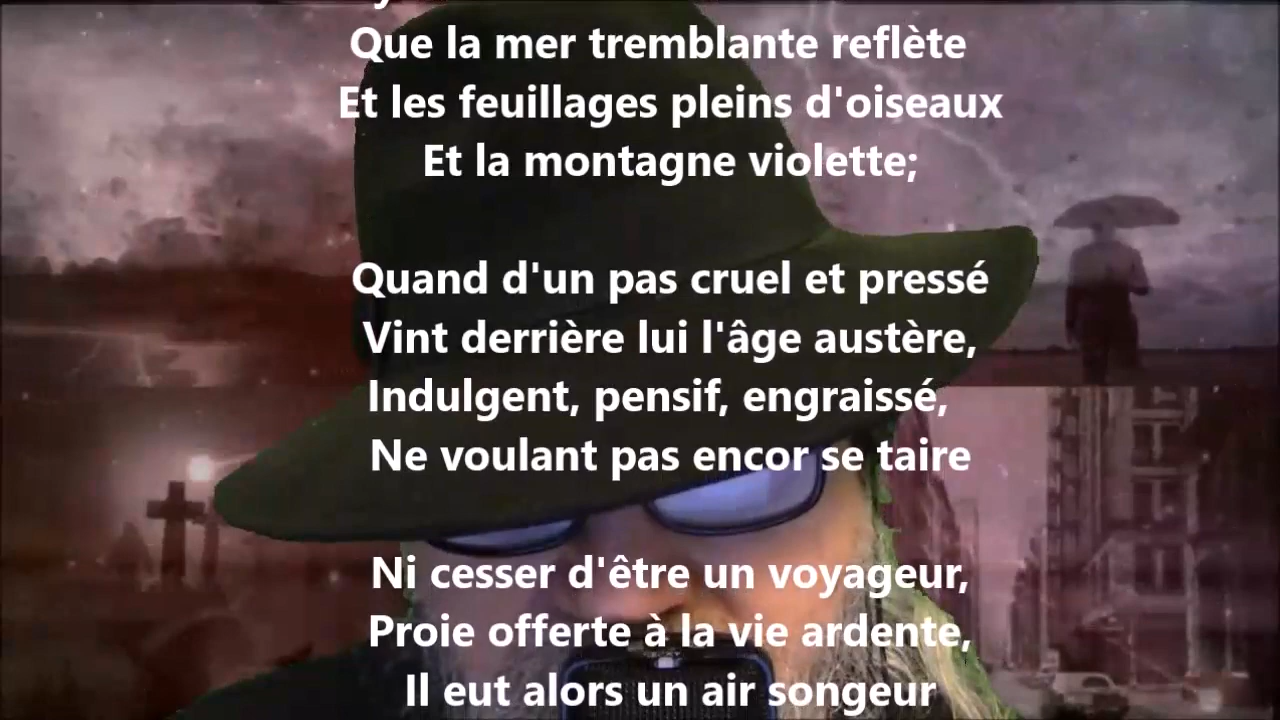 Que la mer tremblante reflète
Et les feuillages pleins d'oiseaux
Et la montagne violette;
Quand d'un pas cruel et pressé
Vint derrière lui l'âge austère,
Indulgent, pensif, engraissé,
Ne voulant pas encor se taire
Ni cesser d'être un voyageur,
Proie offerte à la vie ardente,
Il eut alors un air songeur